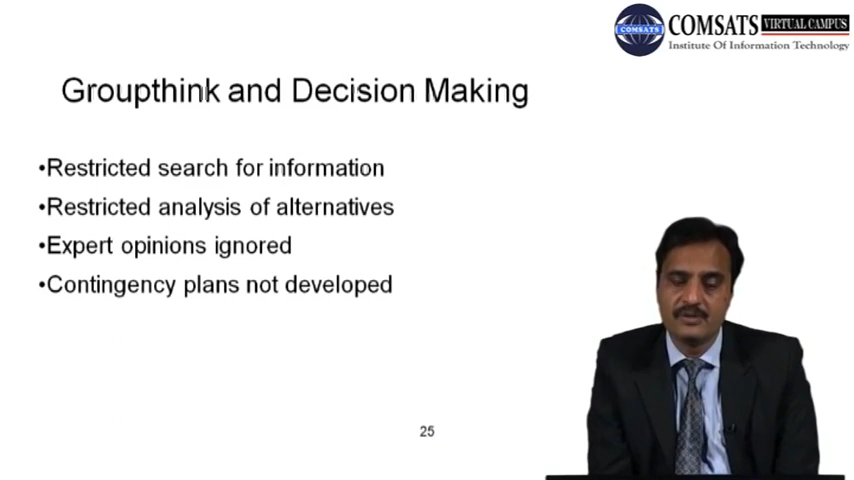 COMSATS
COMSATS VIRTUAL CAMPUS
Institute Of Information Technology
Groupthink and Decision Making
•Restricted search for information
•Restricted analysis of alternatives
•Expert opinions ignored
•Contingency plans not developed
25